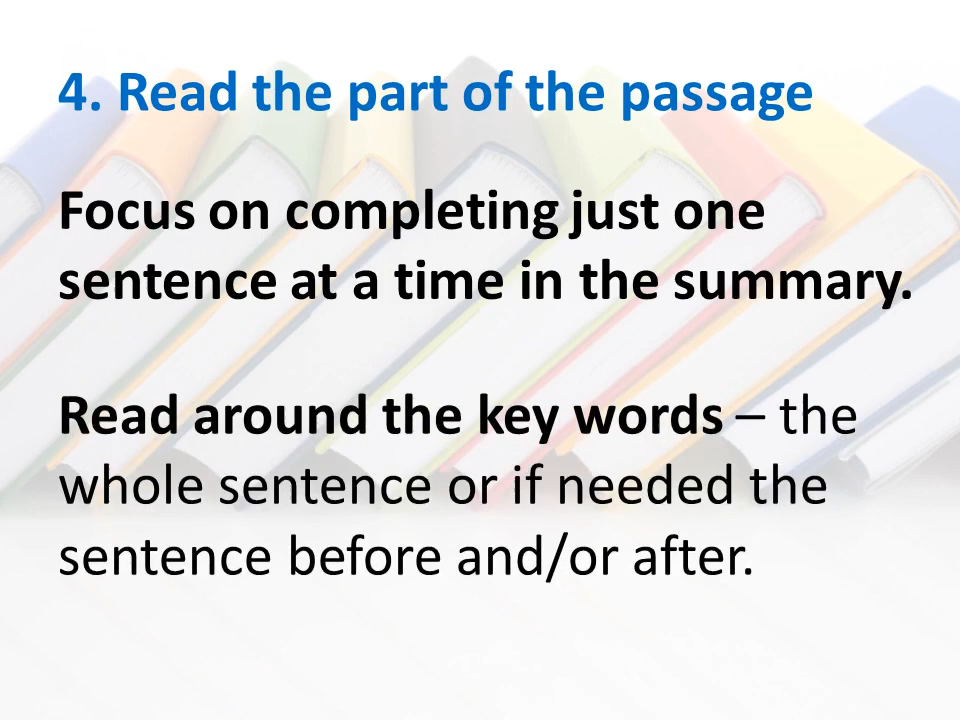 4. Read the part of the passage
Focus on completing just one
sentence at a time in the summary.
Read around the key words – the
whole sentence or if needed the
sentence before and/or after.